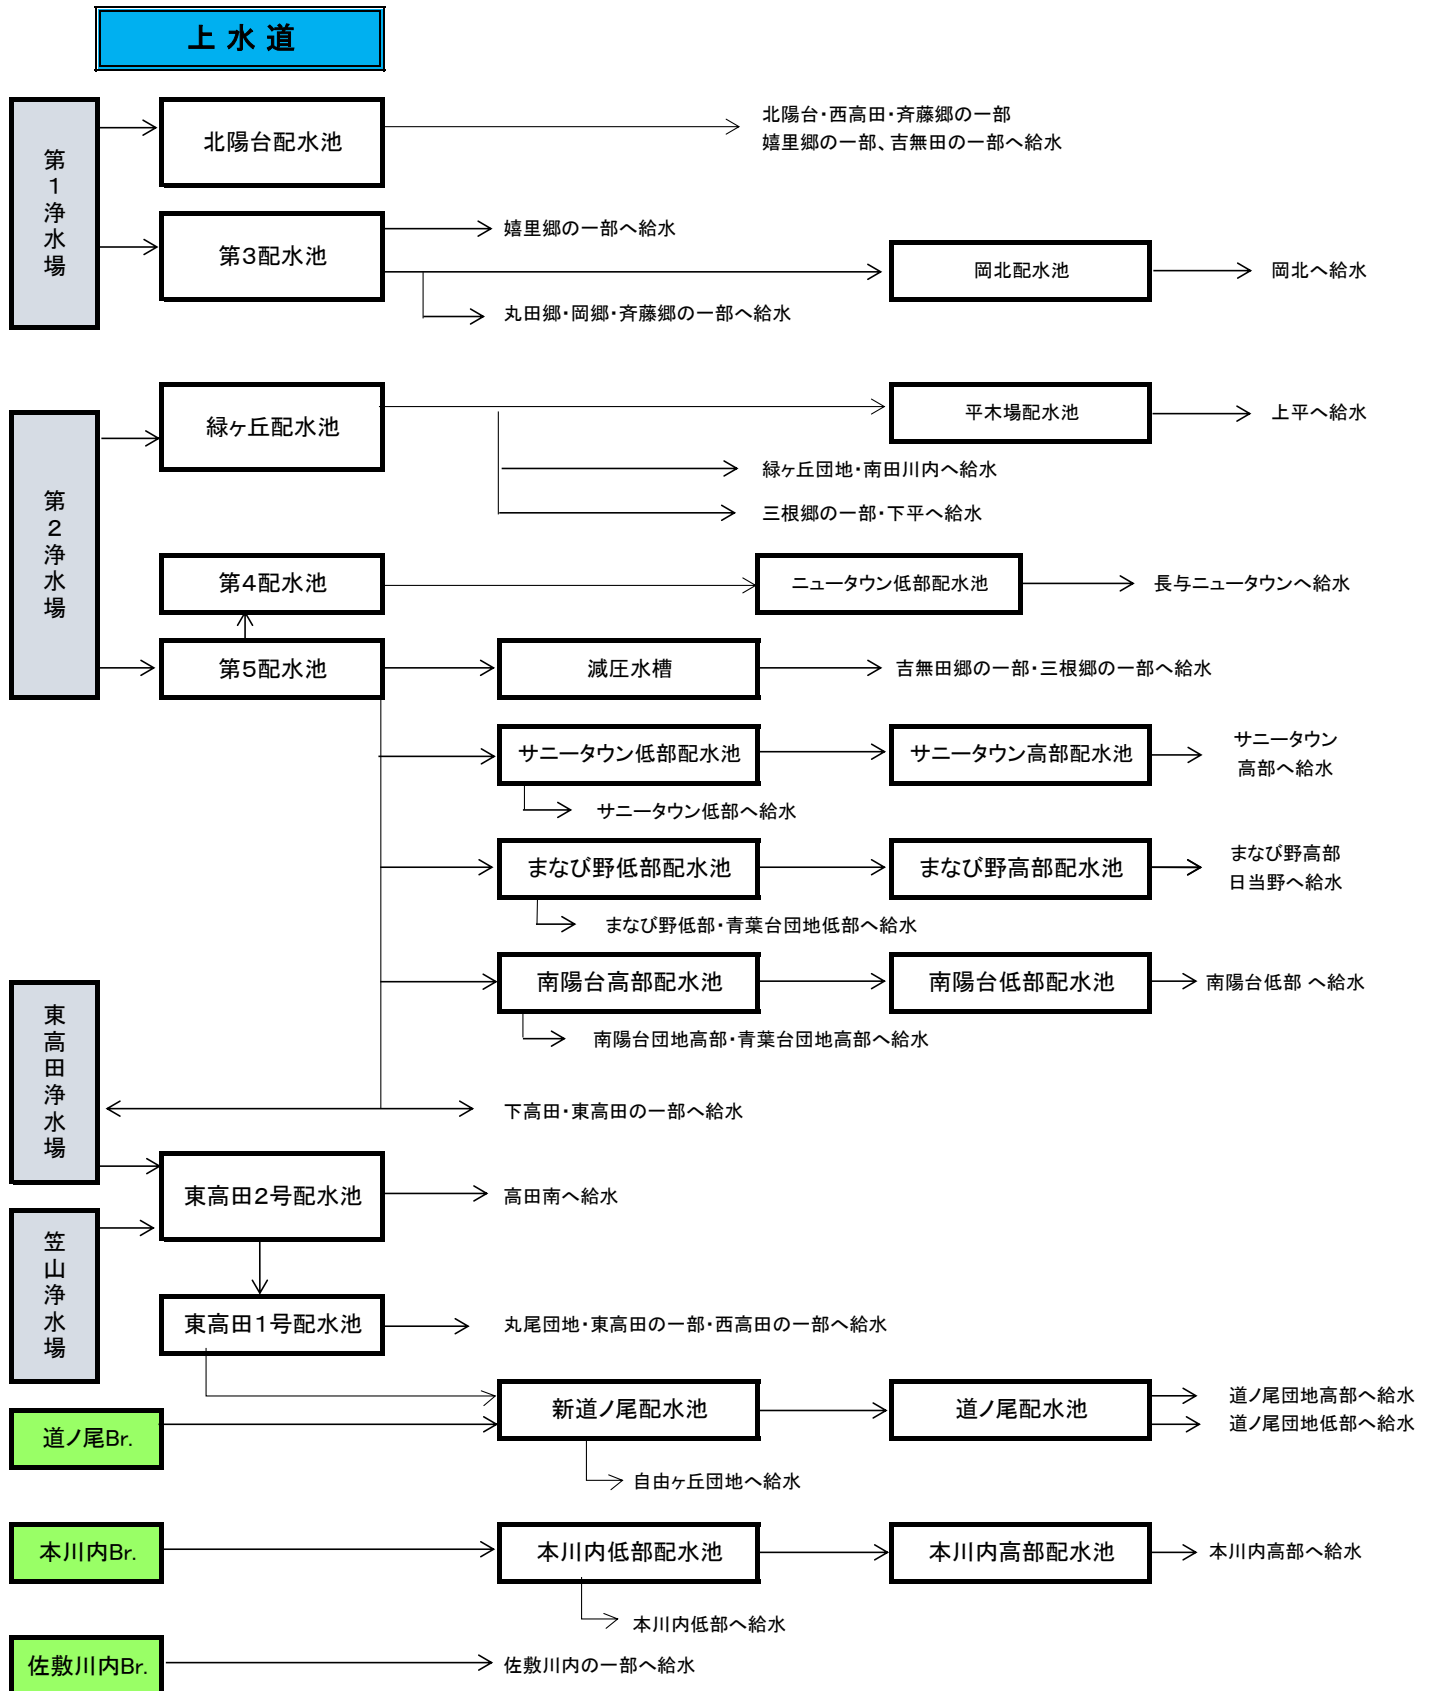 上 水 道
第1浄水場
北陽台配水池
北陽台・西高田・斉藤郷の一部
嬉里郷の一部、吉無田の一部へ給水
第3配水池
嬉里郷の一部へ給水
岡北配水池
岡北へ給水
丸田郷・岡郷・斉藤郷の一部へ給水
第2浄水場
緑ヶ丘配水池
平木場配水池
上平へ給水
緑ヶ丘団地・南田川内へ給水
三根郷の一部・下平へ給水
第4配水池
ニュータウン低部配水池
長与ニュータウンへ給水
第5配水池
減圧水槽
吉無田郷の一部・三根郷の一部へ給水
サニータウン低部配水池
サニータウン高部配水池
サニータウン
高部へ給水
サニータウン低部へ給水
まなび野低部配水池
まなび野高部配水池
まなび野高部
日当野へ給水
まなび野低部・青葉台団地低部へ給水
南陽台高部配水池
南陽台低部配水池
南陽台低部 へ給水
南陽台団地高部・青葉台団地高部へ給水
東高田浄水場
下高田・東高田の一部へ給水
東高田2号配水池
高田南へ給水
笠山浄水場
東高田1号配水池
丸尾団地・東高田の一部・西高田の一部へ給水
道ノ尾Br.
新道ノ尾配水池
道ノ尾配水池
道ノ尾団地高部へ給水
道ノ尾団地低部へ給水
自由ヶ丘団地へ給水
本川内Br.
本川内低部配水池
本川内高部配水池
本川内高部へ給水
本川内低部へ給水
佐敷川内Br.
佐敷川内の一部へ給水